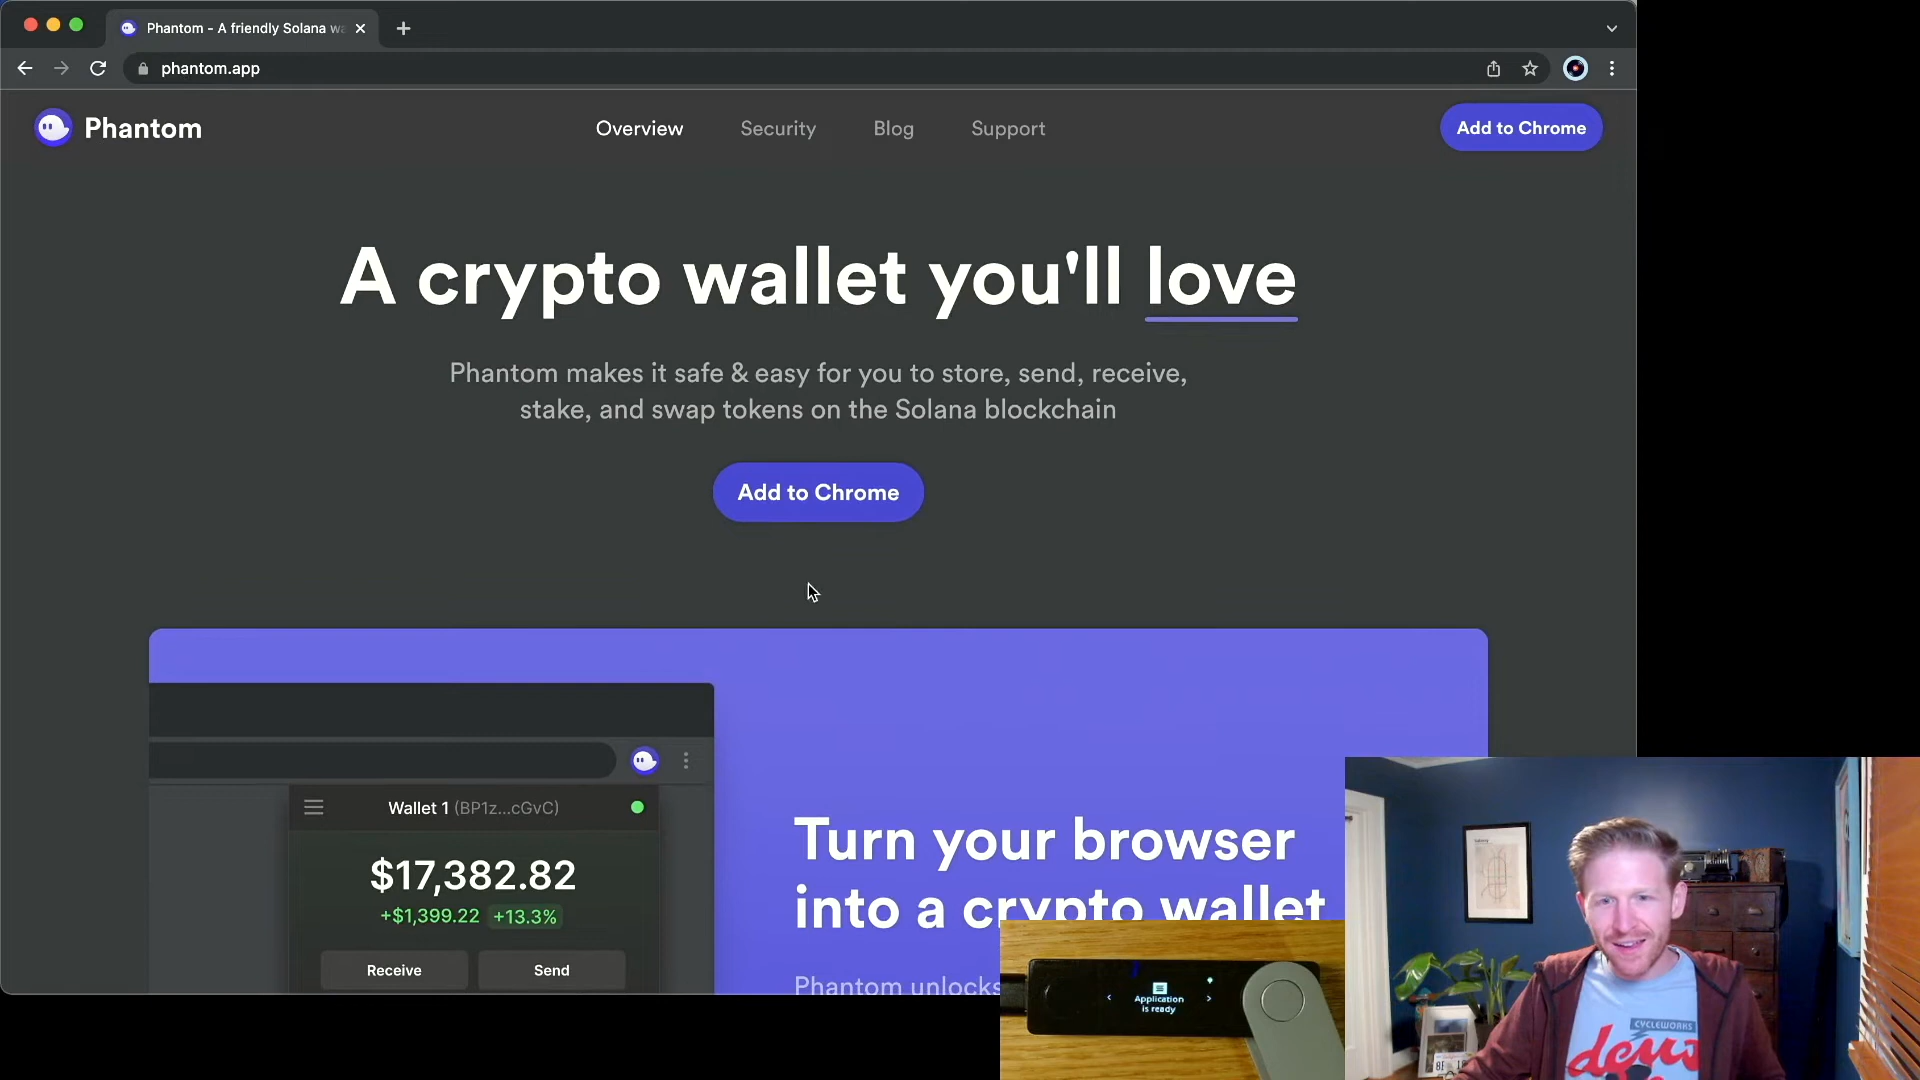 Phantom - A friendly Solana wa
phantom.app
Phantom
Overview
Security
Blog
Support
Add to Chrome
A crypto wallet you'll love
Phantom makes it safe & easy for you to store, send, receive,
stake, and swap tokens on the Solana blockchain
Add to Chrome
Wallet 1 (BP1z...cGvC)
$17,382.82
+$1,399.22 +13.3%
Receive
Send
Turn your browser
into a crypto wallet
Phantom unlocks
Application
is ready
CYCLEWORKS